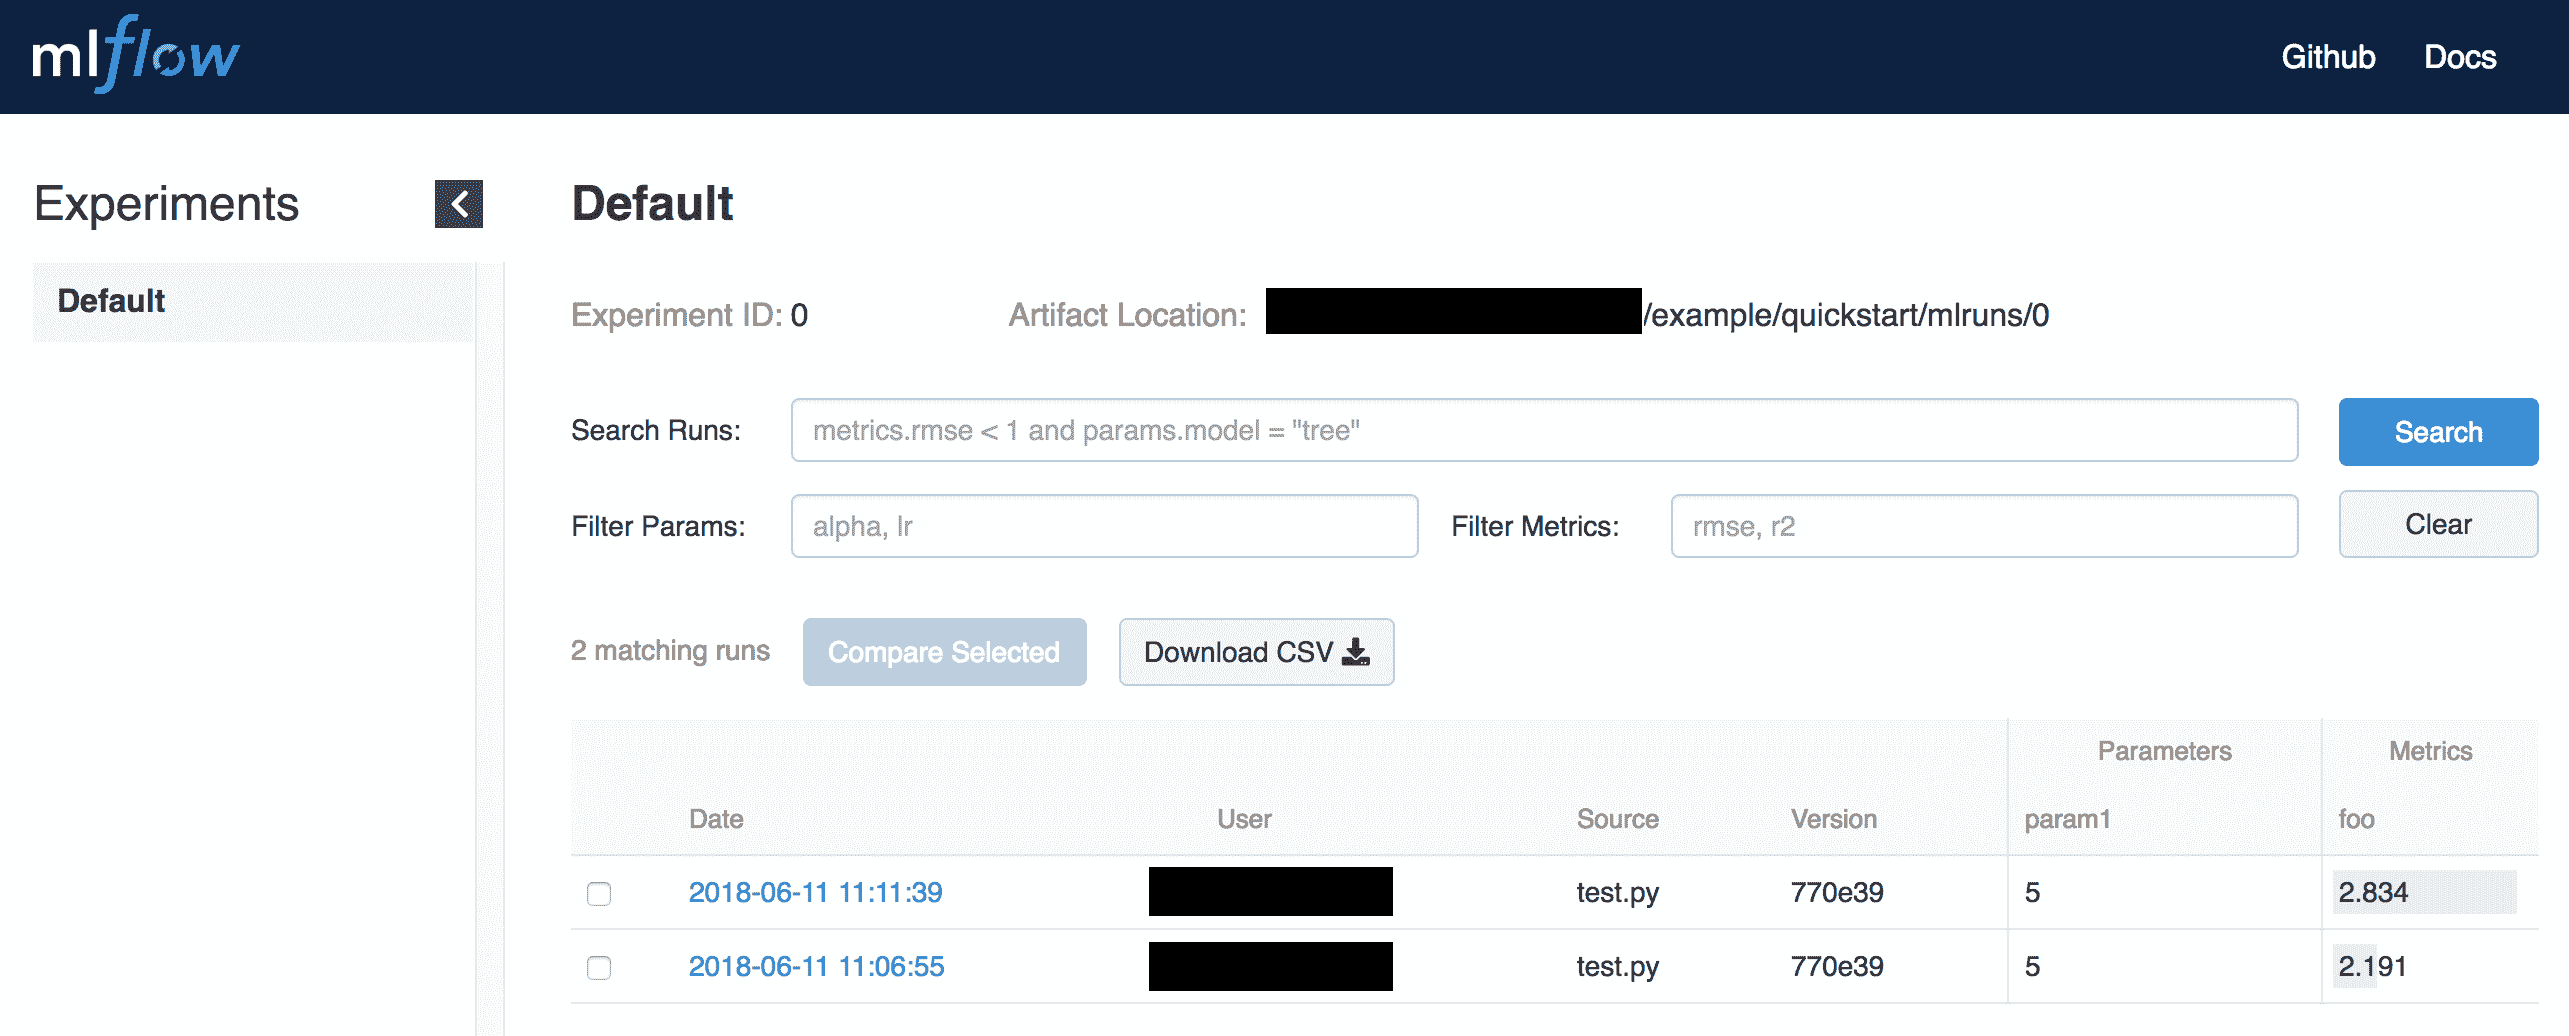 mlflow Github Docs
Experiments
Default
Default
Experiment ID: 0 Artifact Location: /example/quickstart/mlruns/0
Search Runs: metrics.rmse < 1 and params.model = "tree" Search
Filter Params: alpha, lr Filter Metrics: rmse, r2 Clear
2 matching runs Compare Selected Download CSV
Parameters Metrics
Date User Source Version param1 foo
2018-06-11 11:11:39 test.py 770e39 5 2.834
2018-06-11 11:06:55 test.py 770e39 5 2.191